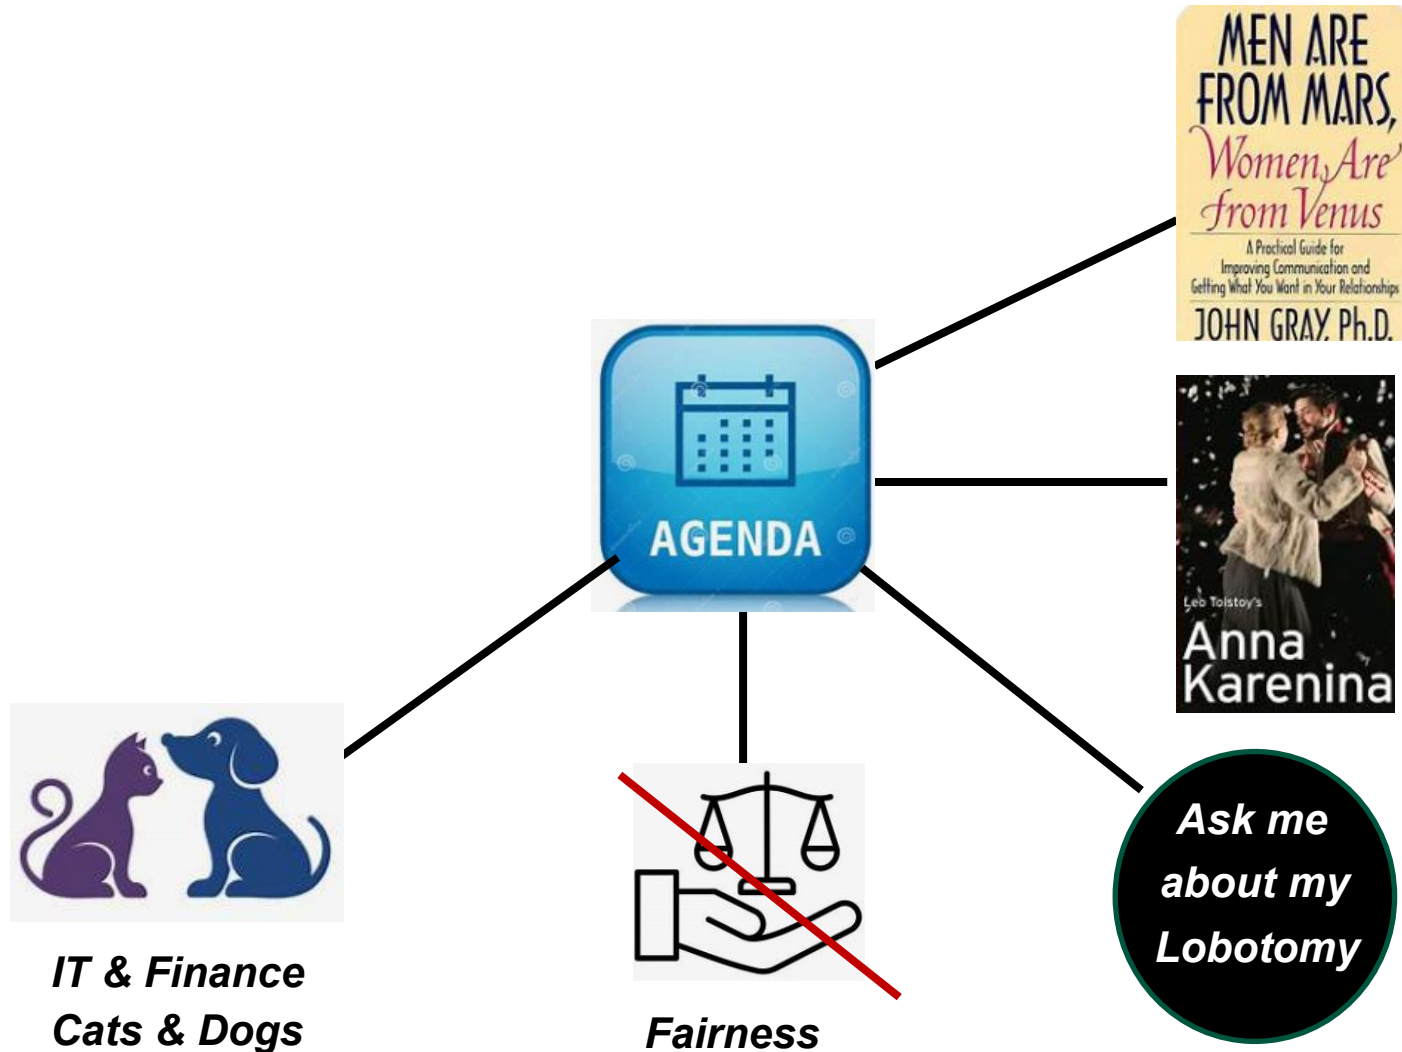 MEN ARE
FROM MARS,
Women Are
from Venus
A Practical Guide for
Improving Communication and
Getting What You Want in Your Relationships
JOHN GRAY, Ph.D.
AGENDA
Leo Tolstoy's
Anna
Karenina
Ask me
about my
Lobotomy
IT & Finance
Cats & Dogs
Fairness